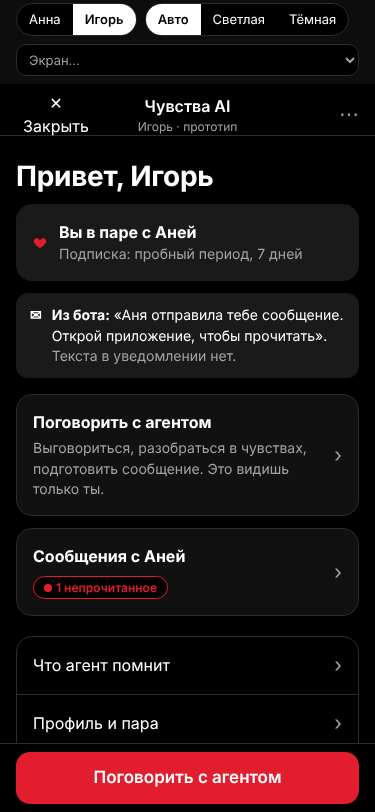 Анна Игорь Авто Светлая Тёмная
Экран...
✕ Закрыть
Чувства AI
Игорь · прототип
...
Привет, Игорь
Вы в паре с Аней
Подписка: пробный период, 7 дней
Из бота: «Аня отправила тебе сообщение.
Открой приложение, чтобы прочитать».
Текста в уведомлении нет.
Поговорить с агентом
Выговориться, разобраться в чувствах,
подготовить сообщение. Это видишь
только ты.
Сообщения с Аней
1 непрочитанное
Что агент помнит
Профиль и пара
Поговорить с агентом